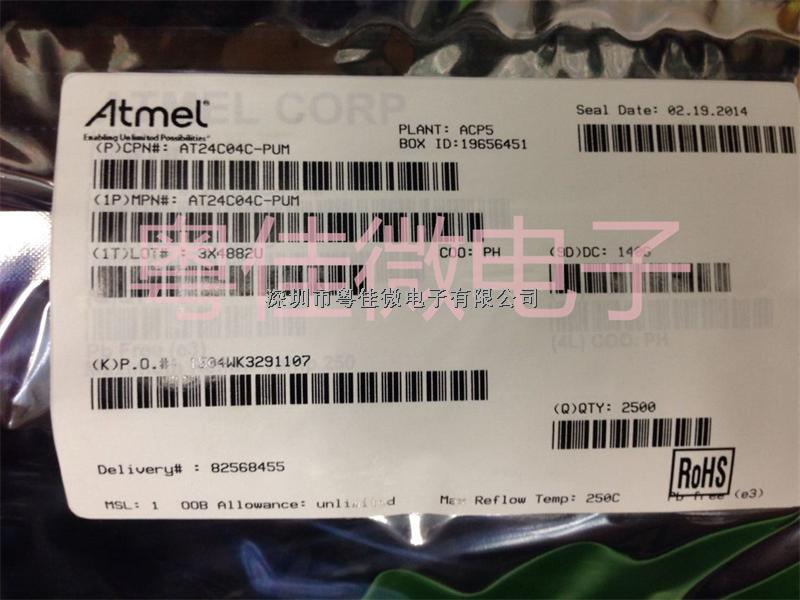 Atmel
Enabling Unlimited Possibilities
ATMEL CORP
Seal Date: 02.19.2014
PLANT: ACP5
BOX ID:19656451
(P)CPN#: AT24C04C-PUM
(1P)MPN#: AT24C04C-PUM
(1T)LOT# : 3X4882U
COO: PH
(9D)DC: 1406
粤佳微电子
深圳市粤佳微电子有限公司
Pb Free (e3)
(4L) COO: PH
(K)P.O.#: 1504WK3291107
(Q)QTY: 2500
Delivery# : 82568455
RoHS
Pb free (e3)
MSL: 1 OOB Allowance: unlimited Max Reflow Temp: 250C